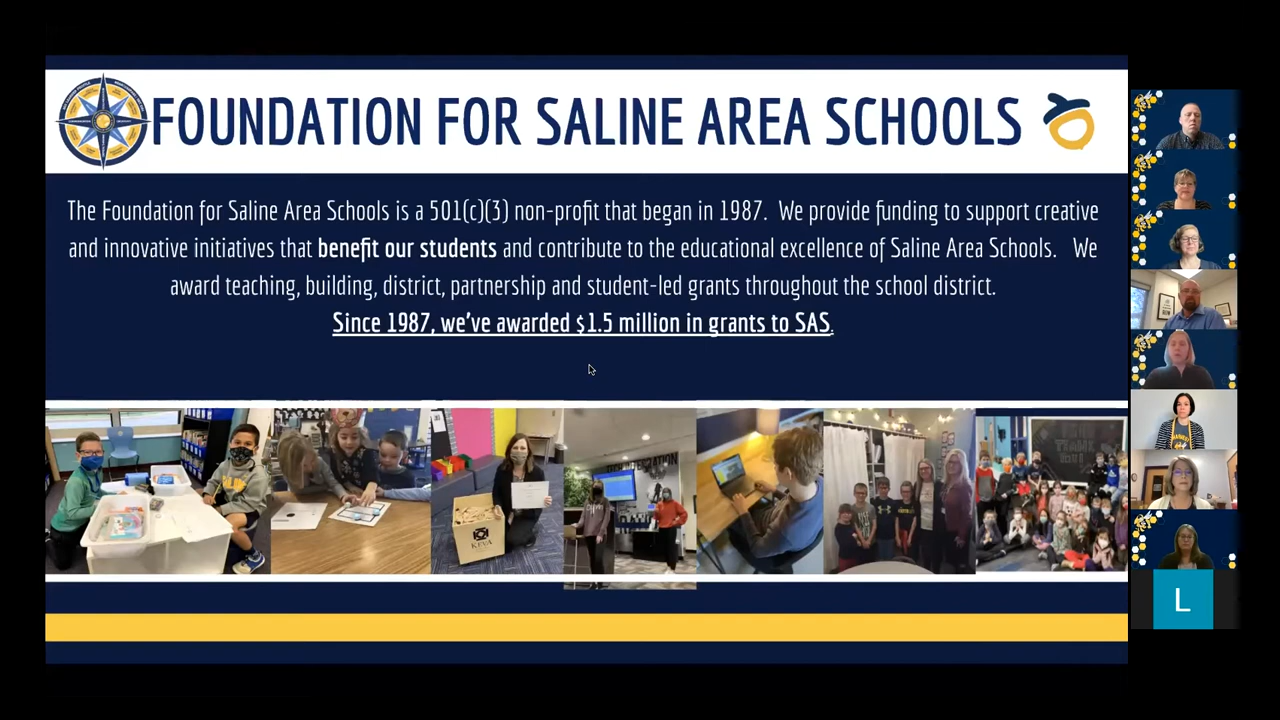 FOUNDATION FOR SALINE AREA SCHOOLS
The Foundation for Saline Area Schools is a 501(c)(3) non-profit that began in 1987. We provide funding to support creative
and innovative initiatives that benefit our students and contribute to the educational excellence of Saline Area Schools. We
award teaching, building, district, partnership and student-led grants throughout the school district.
Since 1987, we've awarded $1.5 million in grants to SAS.
KEVA
L